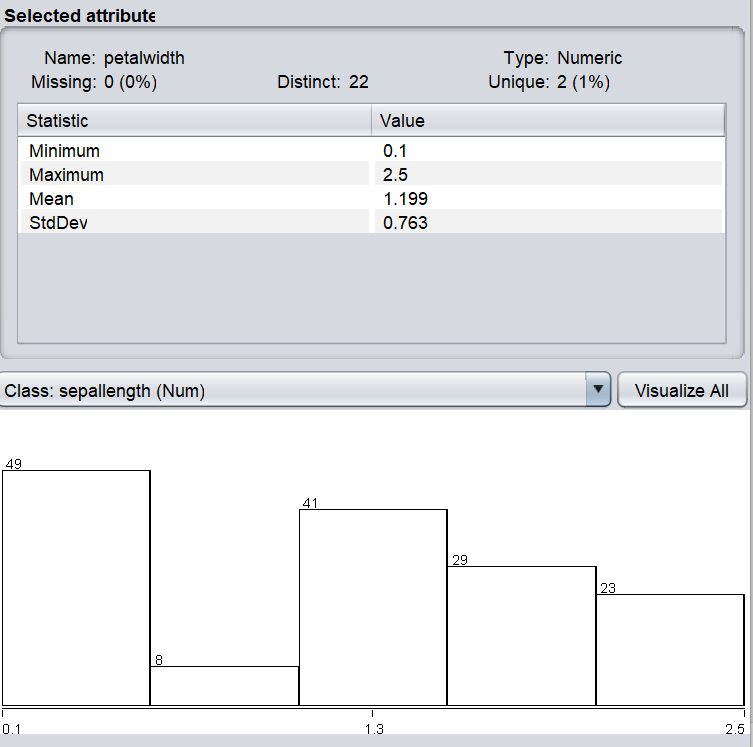 Selected attribute
Name: petalwidth Type: Numeric
Missing: 0 (0%) Distinct: 22 Unique: 2 (1%)
Statistic Value
Minimum 0.1
Maximum 2.5
Mean 1.199
StdDev 0.763
Class: sepallength (Num) Visualize All
49
41
29
23
8
0.1 1.3 2.5